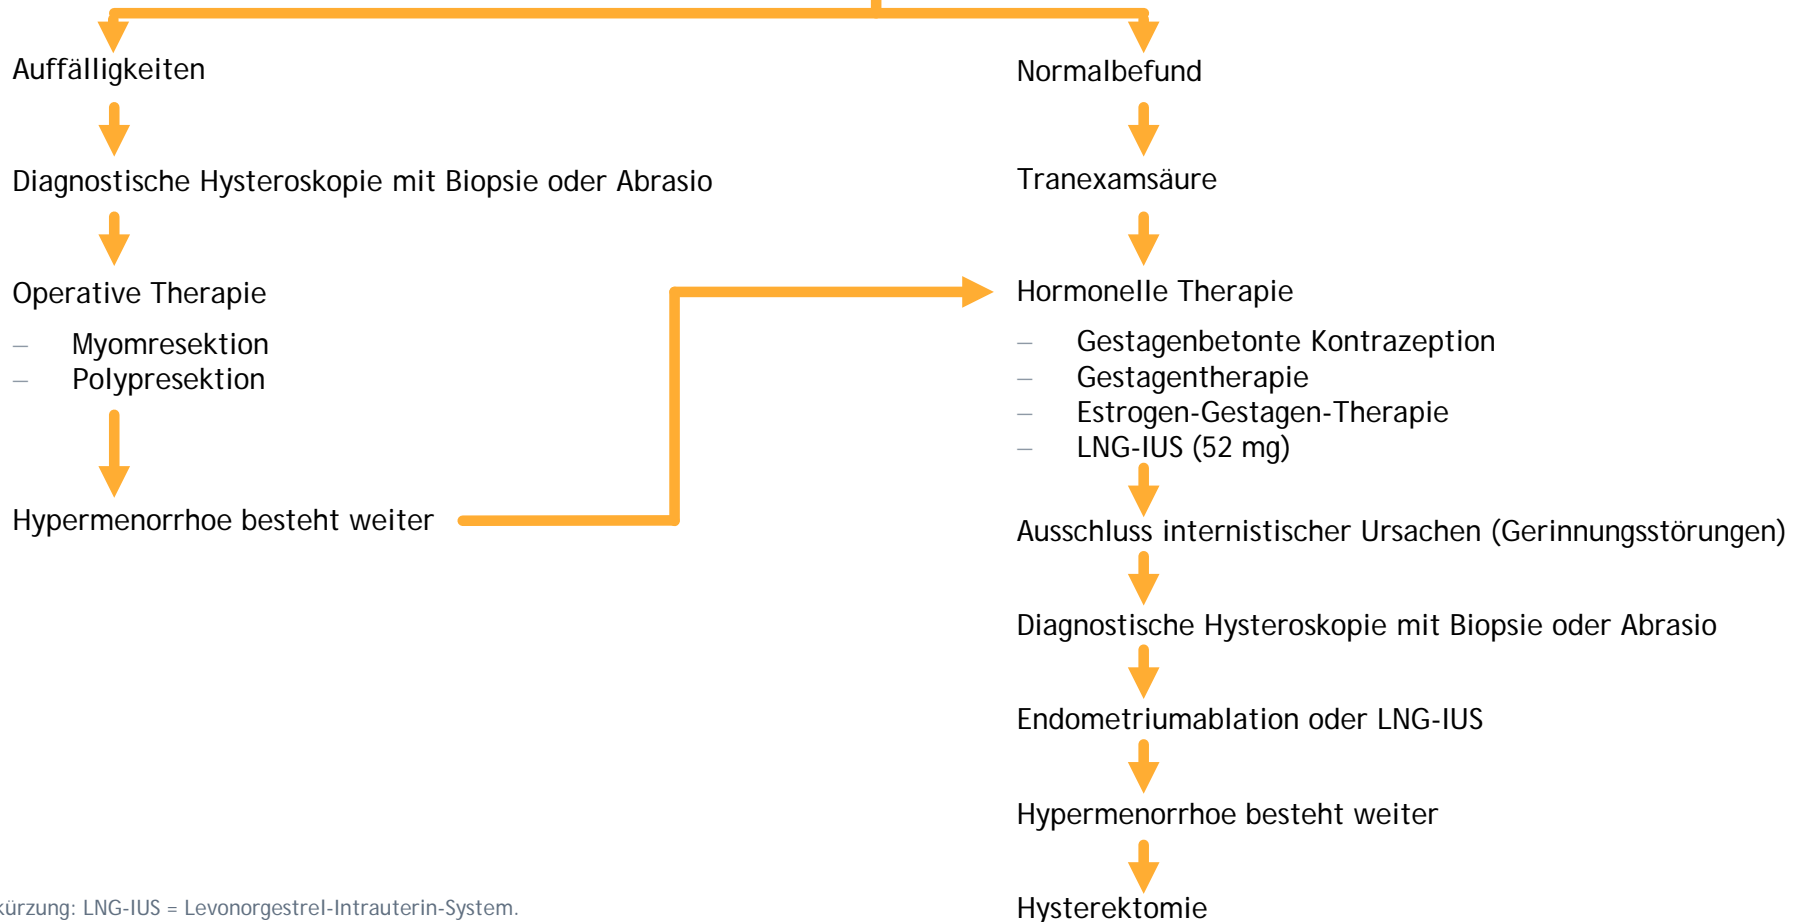 Auffälligkeiten
Diagnostische Hysteroskopie mit Biopsie oder Abrasio
Operative Therapie
– Myomresektion
– Polypresektion
Hypermenorrhoe besteht weiter
Normalbefund
Tranexamsäure
Hormonelle Therapie
– Gestagenbetonte Kontrazeption
– Gestagentherapie
– Estrogen-Gestagen-Therapie
– LNG-IUS (52 mg)
Ausschluss internistischer Ursachen (Gerinnungsstörungen)
Diagnostische Hysteroskopie mit Biopsie oder Abrasio
Endometriumablation oder LNG-IUS
Hypermenorrhoe besteht weiter
Hysterektomie
kürzung: LNG-IUS = Levonorgestrel-Intrauterin-System.